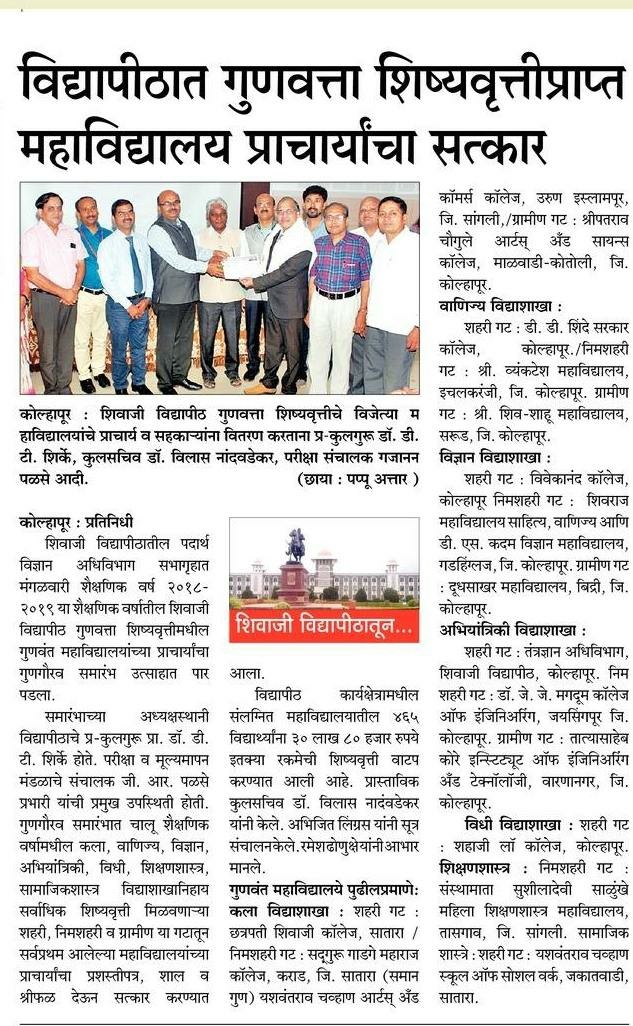 विद्यापीठात गुणवत्ता शिष्यवृत्तीप्राप्त
महाविद्यालय प्राचार्यांचा सत्कार
कोल्हापूर : शिवाजी विद्यापीठ गुणवत्ता शिष्यवृत्तीचे विजेत्या म
हाविद्यालयांचे प्राचार्य व सहकाऱ्यांना वितरण करताना प्र-कुलगुरू डॉ. डी.
टी. शिर्के, कुलसचिव डॉ. विलास नांदवडेकर, परीक्षा संचालक गजानन
पळसे आदी. (छाया : पप्पू अत्तार )
कोल्हापूर : प्रतिनिधी
शिवाजी विद्यापीठातील पदार्थ
विज्ञान अधिविभाग सभागृहात
मंगळवारी शैक्षणिक वर्ष २०१८-
२०१९ या शैक्षणिक वर्षातील शिवाजी
विद्यापीठ गुणवत्ता शिष्यवृत्तीमधील
गुणवंत महाविद्यालयांच्या प्राचार्यांचा
गुणगौरव समारंभ उत्साहात पार
पडला.
समारंभाच्या अध्यक्षस्थानी
विद्यापीठाचे प्र-कुलगुरू प्रा. डॉ. डी.
टी. शिर्के होते. परीक्षा व मूल्यमापन
मंडळाचे संचालक जी. आर. पळसे
प्रभारी यांची प्रमुख उपस्थिती होती.
गुणगौरव समारंभात चालू शैक्षणिक
वर्षामधील कला, वाणिज्य, विज्ञान,
अभियांत्रिकी, विधी, शिक्षणशास्त्र,
सामाजिकशास्त्र विद्याशाखानिहाय
सर्वाधिक शिष्यवृत्ती मिळवणाऱ्या
शहरी, निमशहरी व ग्रामीण या गटातून
सर्वप्रथम आलेल्या महाविद्यालयांच्या
प्राचार्यांचा प्रशस्तीपत्र, शाल व
श्रीफळ देऊन सत्कार करण्यात
शिवाजी विद्यापीठातून...
आला.
विद्यापीठ कार्यक्षेत्रामधील
संलग्नित महाविद्यालयातील ४६५
विद्यार्थ्यांना ३० लाख ८० हजार रुपये
इतक्या रकमेची शिष्यवृत्ती वाटप
करण्यात आली आहे. प्रास्ताविक
कुलसचिव डॉ. विलास नादंवडेकर
यांनी केले. अभिजित लिंग्रस यांनी सूत्र
संचालनकेले.रमेशढोणुक्षेयांनीआभार
मानले.
गुणवंत महाविद्यालये पुढीलप्रमाणे:
कला विद्याशाखा : शहरी गट :
छत्रपती शिवाजी कॉलेज, सातारा /
निमशहरी गट : सद्गुरू गाडगे महाराज
कॉलेज, कराड, जि. सातारा (समान
गुण) यशवंतराव चव्हाण आर्टस् अँड
कॉमर्स कॉलेज, उरुण इस्लामपूर,
जि. सांगली,/ग्रामीण गट : श्रीपतराव
चौगुले आर्टस् अँड सायन्स
कॉलेज, माळवाडी-कोतोली, जि.
कोल्हापूर.
वाणिज्य विद्याशाखा :
शहरी गट : डी. डी. शिंदे सरकार
कॉलेज, कोल्हापूर./निमशहरी
गट : श्री. व्यंकटेश महाविद्यालय,
इचलकरंजी, जि. कोल्हापूर. ग्रामीण
गट : श्री. शिव-शाहू महाविद्यालय,
सरूड, जि. कोल्हापूर.
विज्ञान विद्याशाखा :
शहरी गट : विवेकानंद कॉलेज,
कोल्हापूर निमशहरी गट : शिवराज
महाविद्यालय साहित्य, वाणिज्य आणि
डी. एस. कदम विज्ञान महाविद्यालय,
गडहिंग्लज, जि. कोल्हापूर. ग्रामीण गट
: दूधसाखर महाविद्यालय, बिद्री, जि.
कोल्हापूर.
अभियांत्रिकी विद्याशाखा :
शहरी गट : तंत्रज्ञान अधिविभाग,
शिवाजी विद्यापीठ, कोल्हापूर. निम
शहरी गट : डॉ. जे. जे. मगदूम कॉलेज
ऑफ इंजिनिअरिंग, जयसिंगपूर जि.
कोल्हापूर. ग्रामीण गट : तात्यासाहेब
कोरे इन्स्टिट्यूट ऑफ इंजिनिअरिंग
अँड टेक्नॉलॉजी, वारणानगर, जि.
कोल्हापूर.
विधी विद्याशाखा : शहरी गट
: शहाजी लॉ कॉलेज, कोल्हापूर.
शिक्षणशास्त्र : निमशहरी गट :
संस्थामाता सुशीलादेवी साळुंखे
महिला शिक्षणशास्त्र महाविद्यालय,
तासगाव, जि. सांगली. सामाजिक
शास्त्रे : शहरी गट : यशवंतराव चव्हाण
स्कूल ऑफ सोशल वर्क, जकातवाडी,
सातारा.